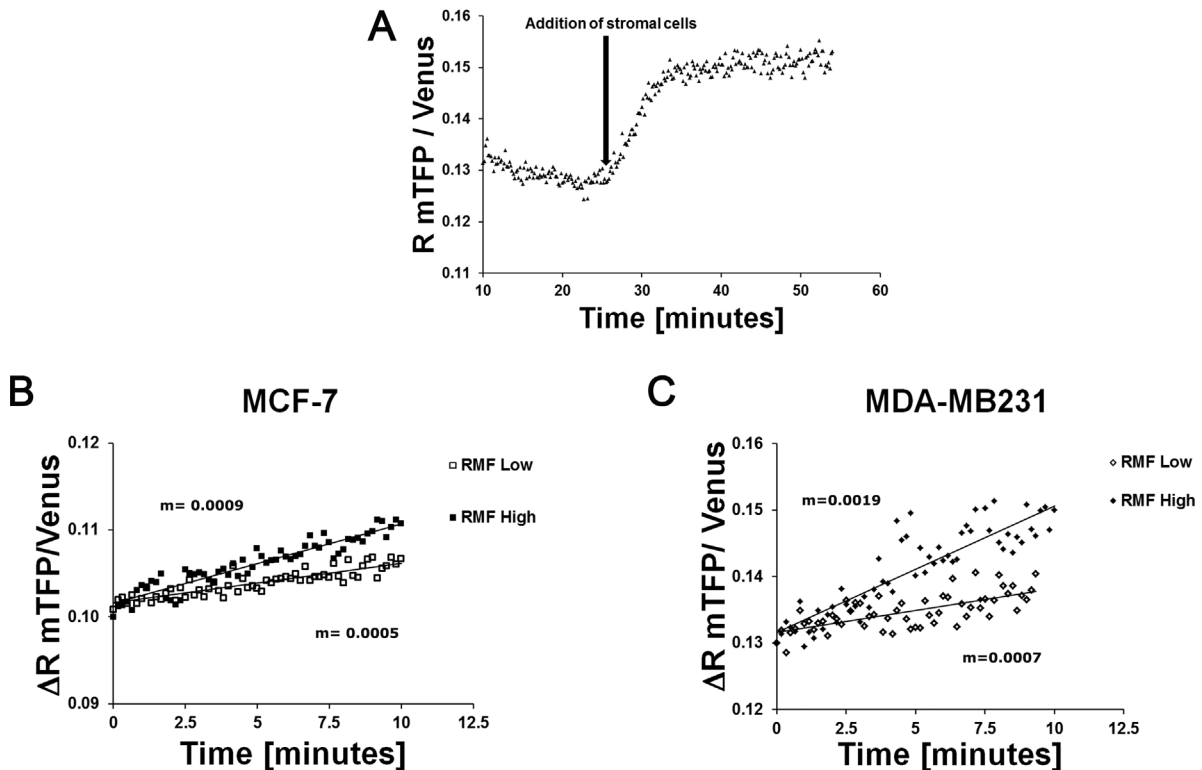 A
Addition of stromal cells
R mTFP / Venus
0.16
0.15
0.14
0.13
0.12
0.11
10 20 30 40 50 60
Time [minutes]
B
MCF-7
ΔR mTFP/Venus
0.12
0.11
0.10
0.09
m= 0.0009
m= 0.0005
RMF Low
RMF High
0 2.5 5 7.5 10 12.5
Time [minutes]
C
MDA-MB231
ΔR mTFP/ Venus
0.16
0.15
0.14
0.13
0.12
m=0.0019
m=0.0007
RMF Low
RMF High
0 2.5 5 7.5 10 12.5
Time [minutes]